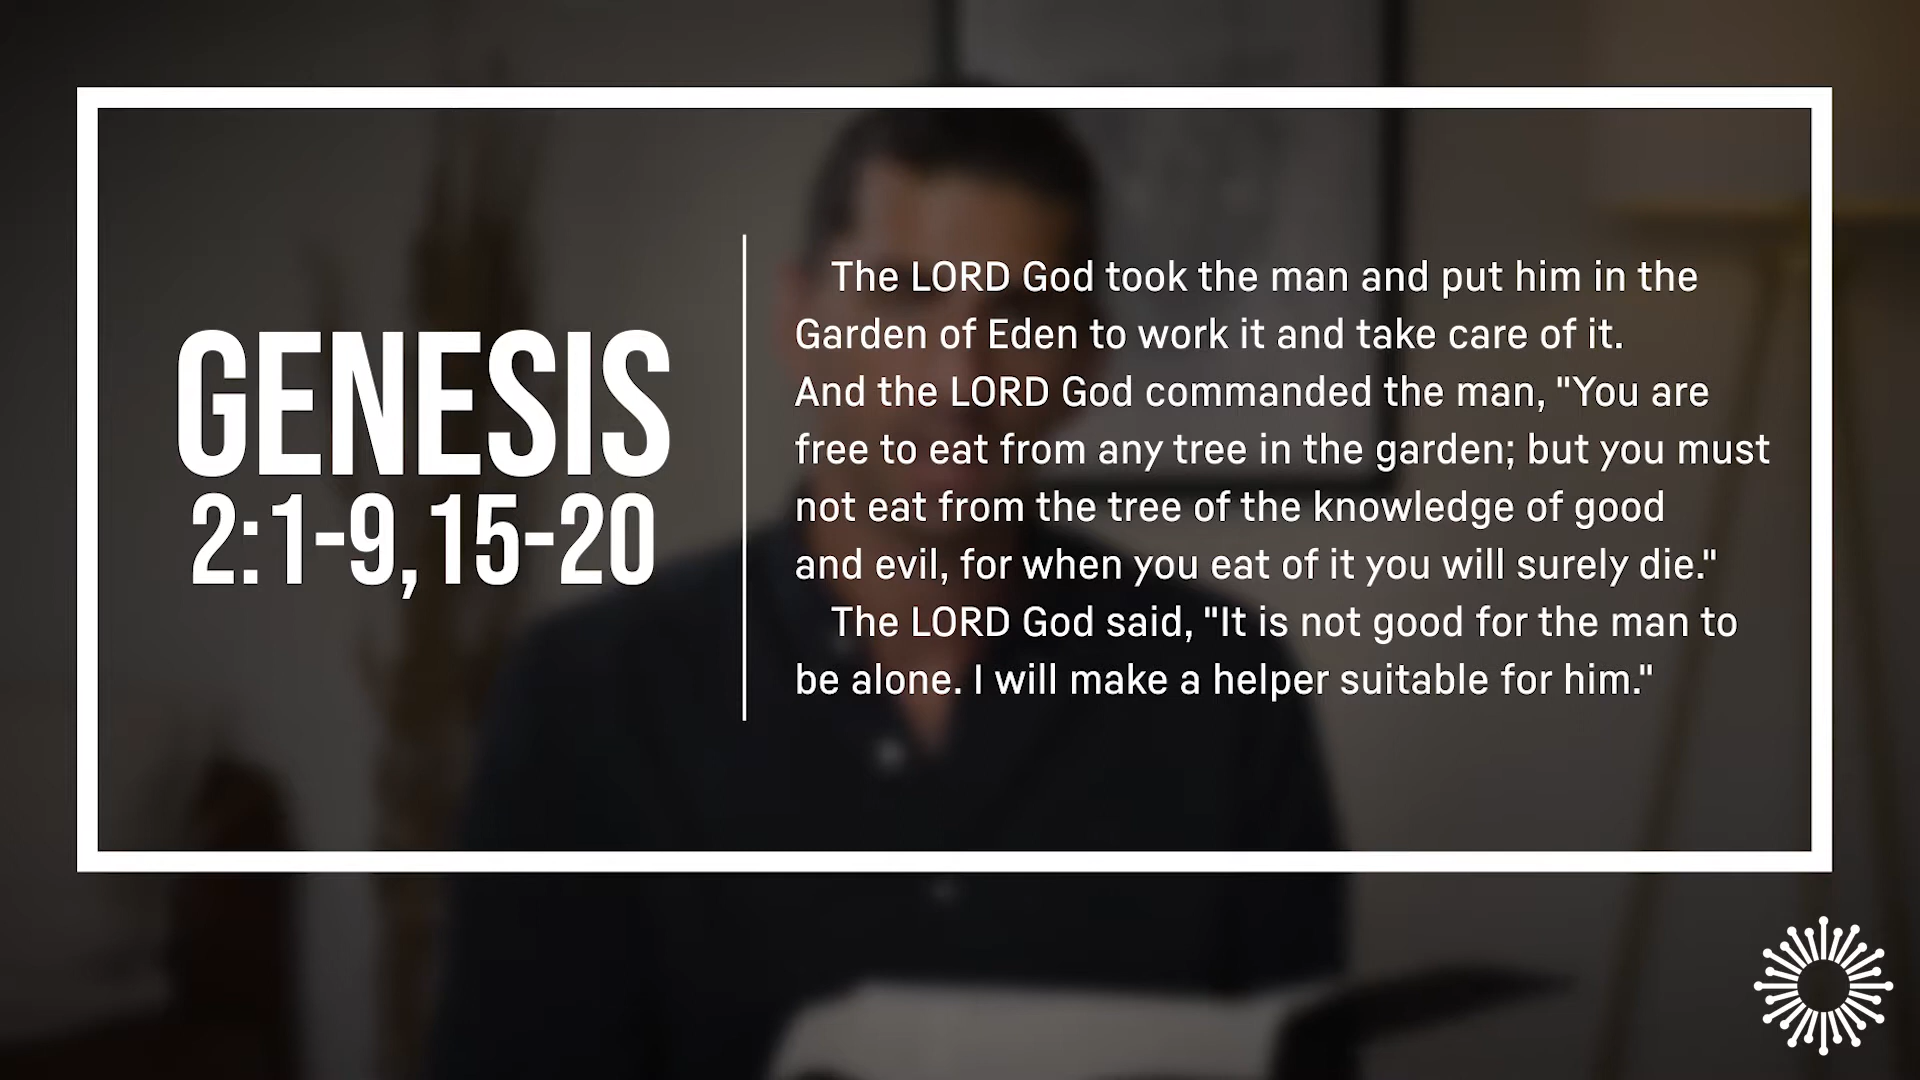 GENESIS
2:1-9,15-20
The LORD God took the man and put him in the
Garden of Eden to work it and take care of it.
And the LORD God commanded the man, "You are
free to eat from any tree in the garden; but you must
not eat from the tree of the knowledge of good
and evil, for when you eat of it you will surely die."
The LORD God said, "It is not good for the man to
be alone. I will make a helper suitable for him."